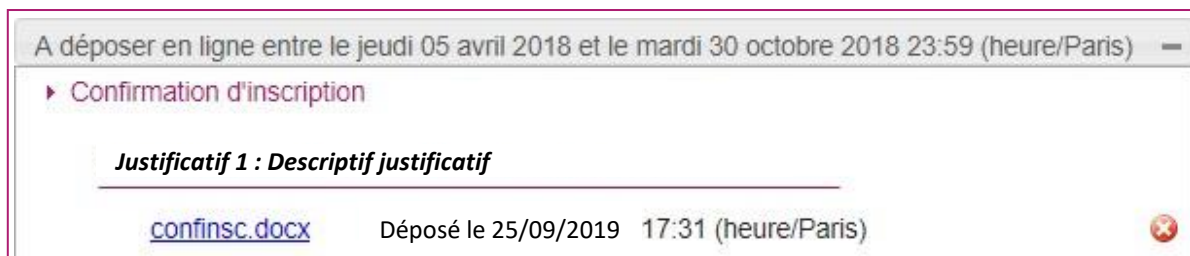 A déposer en ligne entre le jeudi 05 avril 2018 et le mardi 30 octobre 2018 23:59 (heure/Paris)
Confirmation d'inscription
Justificatif 1 : Descriptif justificatif
confinsc.docx Déposé le 25/09/2019 17:31 (heure/Paris)